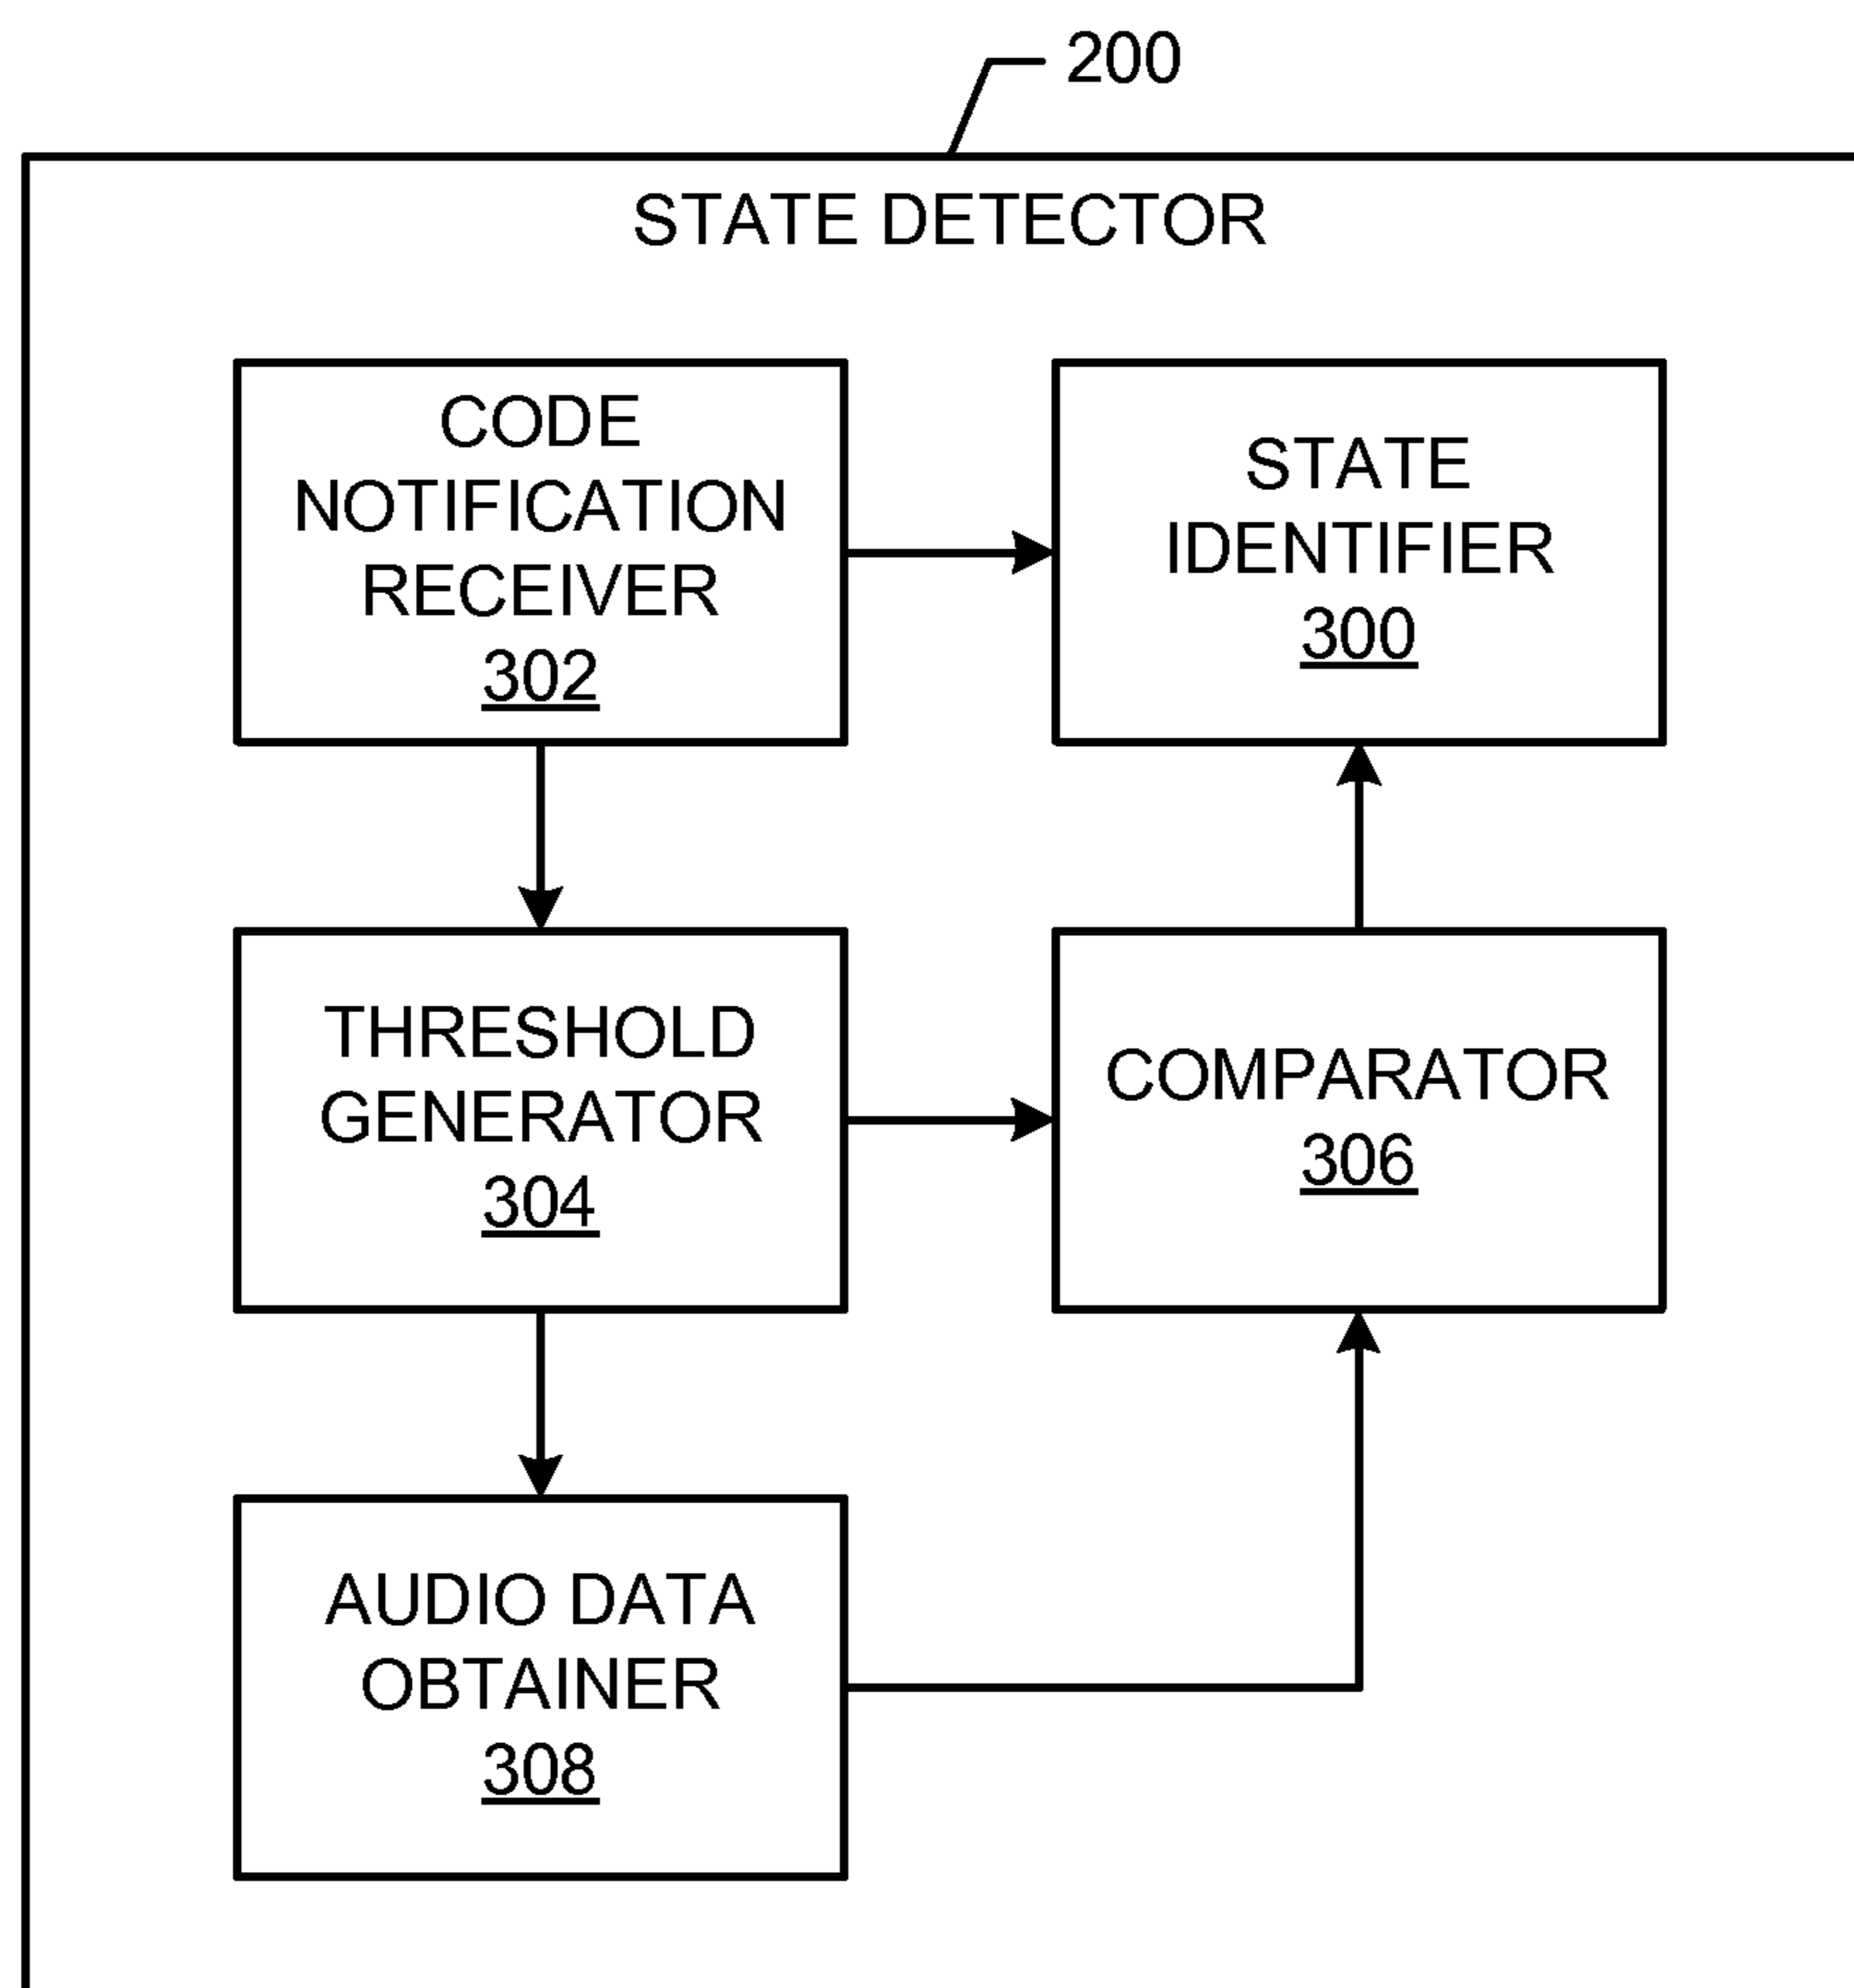 200
STATE DETECTOR
CODE
NOTIFICATION
RECEIVER
302
STATE
IDENTIFIER
300
THRESHOLD
GENERATOR
304
COMPARATOR
306
AUDIO DATA
OBTAINER
308